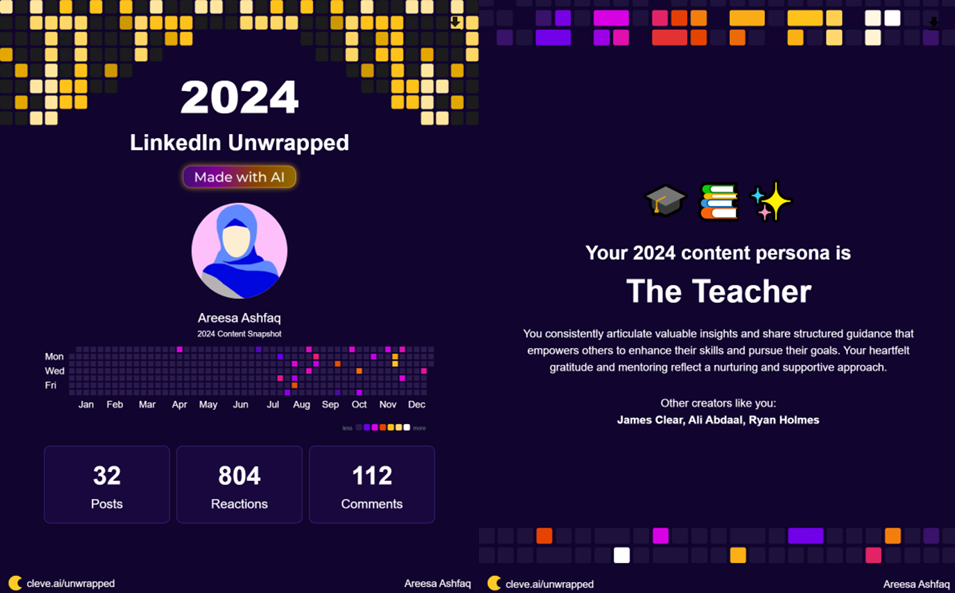 2024
LinkedIn Unwrapped
Made with AI
Areesa Ashfaq
2024 Content Snapshot
Mon
Wed
Fri
Jan Feb Mar Apr May Jun Jul Aug Sep Oct Nov Dec
less more
32 804 112
Posts Reactions Comments
cleve.ai/unwrapped Areesa Ashfaq
Your 2024 content persona is
The Teacher
You consistently articulate valuable insights and share structured guidance that
empowers others to enhance their skills and pursue their goals. Your heartfelt
gratitude and mentoring reflect a nurturing and supportive approach.
Other creators like you:
James Clear, Ali Abdaal, Ryan Holmes
cleve.ai/unwrapped Areesa Ashfaq